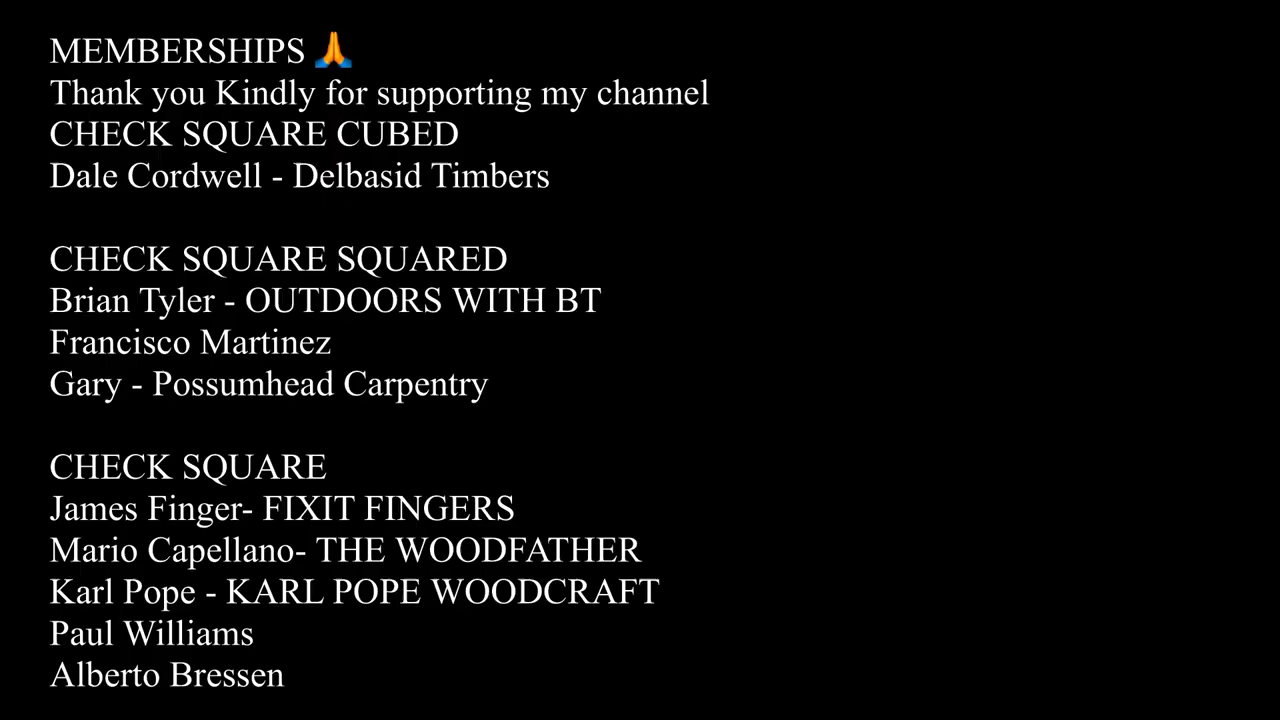 MEMBERSHIPS 🙏
Thank you Kindly for supporting my channel
CHECK SQUARE CUBED
Dale Cordwell - Delbasid Timbers
CHECK SQUARE SQUARED
Brian Tyler - OUTDOORS WITH BT
Francisco Martinez
Gary - Possumhead Carpentry
CHECK SQUARE
James Finger- FIXIT FINGERS
Mario Capellano- THE WOODFATHER
Karl Pope - KARL POPE WOODCRAFT
Paul Williams
Alberto Bressen